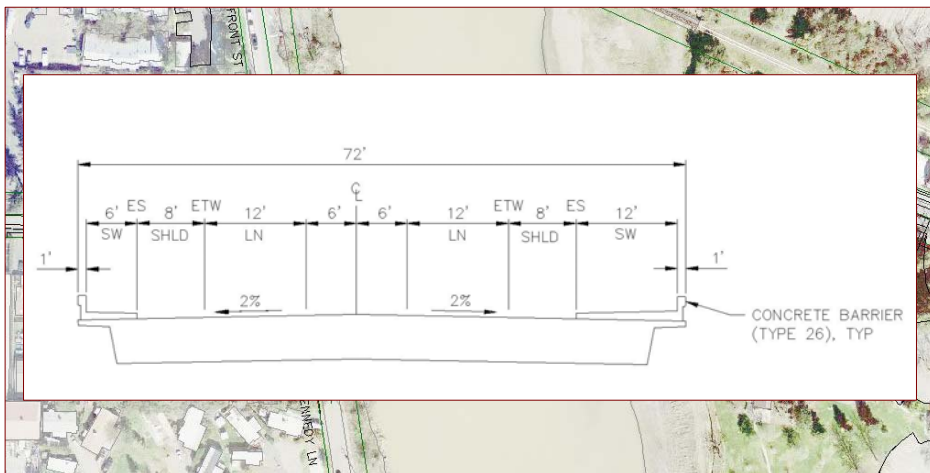 FRONT ST
72'
℄
6' ES 8' ETW 12' 6' 6' 12' ETW 8' ES 12'
SW SHLD LN LN SHLD SW
1' 1'
2% 2%
CONCRETE BARRIER
(TYPE 26), TYP
ENNEDY LN